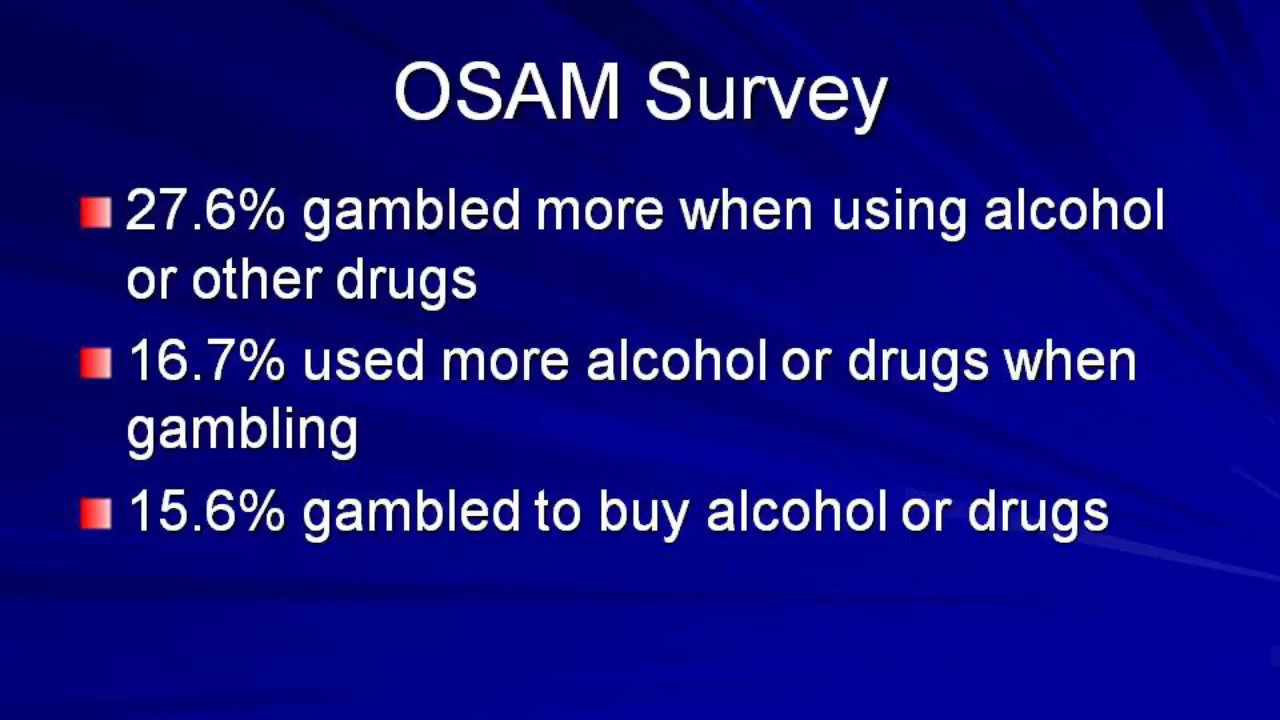 OSAM Survey
27.6% gambled more when using alcohol
or other drugs
16.7% used more alcohol or drugs when
gambling
15.6% gambled to buy alcohol or drugs